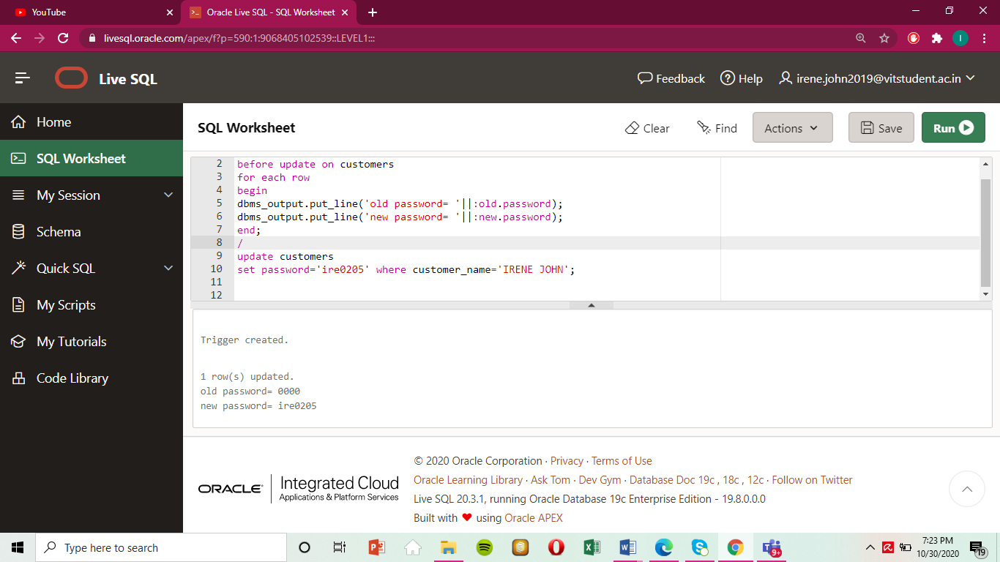 YouTube
Oracle Live SQL - SQL Worksheet
livesql.oracle.com/apex/f?p=590:1:9068405102539::LEVEL1:::
I
Live SQL
Feedback
Help
irene.john2019@vitstudent.ac.in
Home
SQL Worksheet
My Session
Schema
Quick SQL
My Scripts
My Tutorials
Code Library
SQL Worksheet
Clear
Find
Actions
Save
Run
2 before update on customers
3 for each row
4 begin
5 dbms_output.put_line('old password= '||:old.password);
6 dbms_output.put_line('new password= '||:new.password);
7 end;
8 /
9 update customers
10 set password='ire0205' where customer_name='IRENE JOHN';
11
12
Trigger created.
1 row(s) updated.
old password= 0000
new password= ire0205
ORACLE
Integrated Cloud
Applications & Platform Services
© 2020 Oracle Corporation · Privacy · Terms of Use
Oracle Learning Library · Ask Tom · Dev Gym · Database Doc 19c , 18c , 12c · Follow on Twitter
Live SQL 20.3.1, running Oracle Database 19c Enterprise Edition - 19.8.0.0.0
Built with ❤ using Oracle APEX
Type here to search
9+
7:23 PM
10/30/2020
19